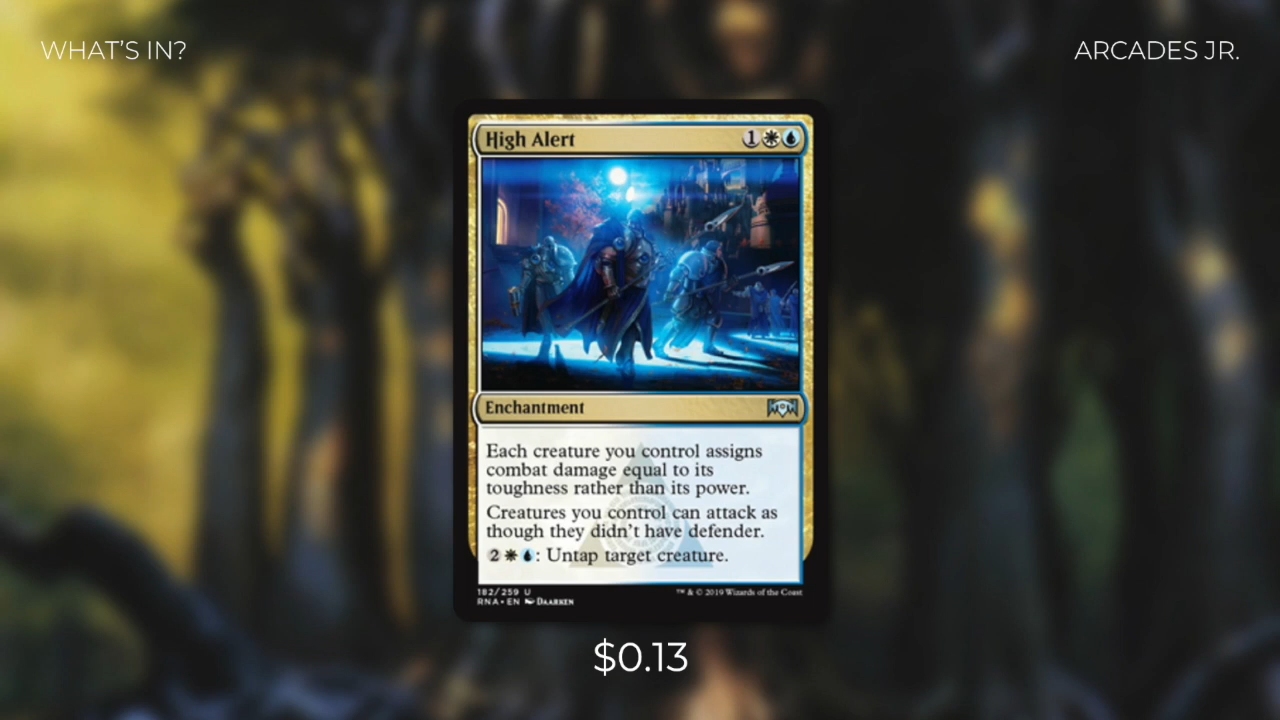 WHAT'S IN?
ARCADES JR.
High Alert 1
Enchantment
Each creature you control assigns
combat damage equal to its
toughness rather than its power.
Creatures you control can attack as
though they didn't have defender.
2 : Untap target creature.
182/259 U
RNA • EN DAARKEN
™ & © 2019 Wizards of the Coast
$0.13